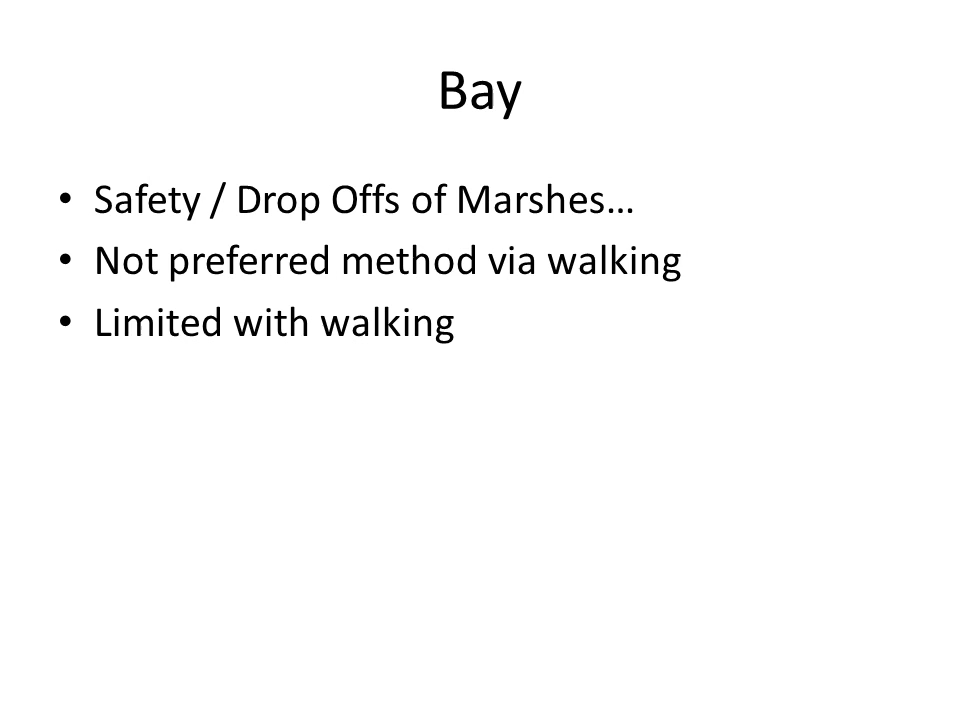 Bay
• Safety / Drop Offs of Marshes…
• Not preferred method via walking
• Limited with walking